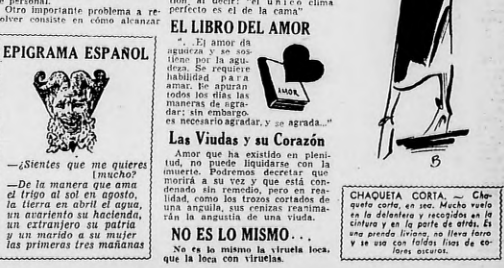 e personal.
Otro importante problema a re-
olver consiste en cómo alcanzar
EPIGRAMA ESPAÑOL
—¿Sientes que me quieres
[mucho?
—De la manera que ama
el trigo al sol en agosto,
la tierra en abril el agua,
un avariento su hacienda,
un extranjero su patria
y un marido a su mujer
las primeras tres mañanas
al decir: "el único clima
perfecto es el de la cama"
EL LIBRO DEL AMOR
". .El amor da
agudeza y se sos-
tiene por la agu-
deza. Se requiere
habilidad para
amar. Se apuran
todos los días las
maneras de agra-
dar; sin embargo,
es necesario agradar, y se agrada..."
AMOR
Las Viudas y su Corazón
Amor que ha existido en pleni-
tud, no puede liquidarse con la
muerte. Podremos decretar que
morirá a su vez y que está con-
denado sin remedio, pero en rea-
lidad, como los trozos cortados de
una anguila, sus cenizas reanima-
rán la angustia de una viuda.
NO ES LO MISMO...
No es lo mismo la viruela loca,
que la loca con viruelas.
B
CHAQUETA CORTA. — Cha-
queta corta, en sea. Mucho vuelo
en la delantera y recogidos en la
cintura y en la parte de atrás. Es
una prenda liviana, no lleva forro
y se usa con faldas lisas de co-
lores oscuros.